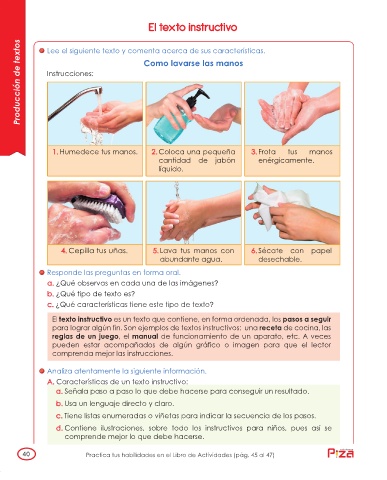 El texto instructivo
Producción de textos
Lee el siguiente texto y comenta acerca de sus características.
Como lavarse las manos
Instrucciones:
1. Humedece tus manos.
2. Coloca una pequeña
cantidad de jabón
líquido.
3. Frota tus manos
enérgicamente.
4. Cepilla tus uñas.
5. Lava tus manos con
abundante agua.
6. Sécate con papel
desechable.
Responde las preguntas en forma oral.
a. ¿Qué observas en cada una de las imágenes?
b. ¿Qué tipo de texto es?
c. ¿Qué características tiene este tipo de texto?
El texto instructivo es un texto que contiene, en forma ordenada, los pasos a seguir
para lograr algún fin. Son ejemplos de textos instructivos: una receta de cocina, las
reglas de un juego, el manual de funcionamiento de un aparato, etc. A veces
pueden estar acompañados de algún gráfico o imagen para que el lector
comprenda mejor las instrucciones.
Analiza atentamente la siguiente información.
A. Características de un texto instructivo:
a. Señala paso a paso lo que debe hacerse para conseguir un resultado.
b. Usa un lenguaje directo y claro.
c. Tiene listas enumeradas o viñetas para indicar la secuencia de los pasos.
d. Contiene ilustraciones, sobre todo los instructivos para niños, pues así se
comprende mejor lo que debe hacerse.
40
Practica tus habilidades en el Libro de Actividades (pág. 45 al 47)